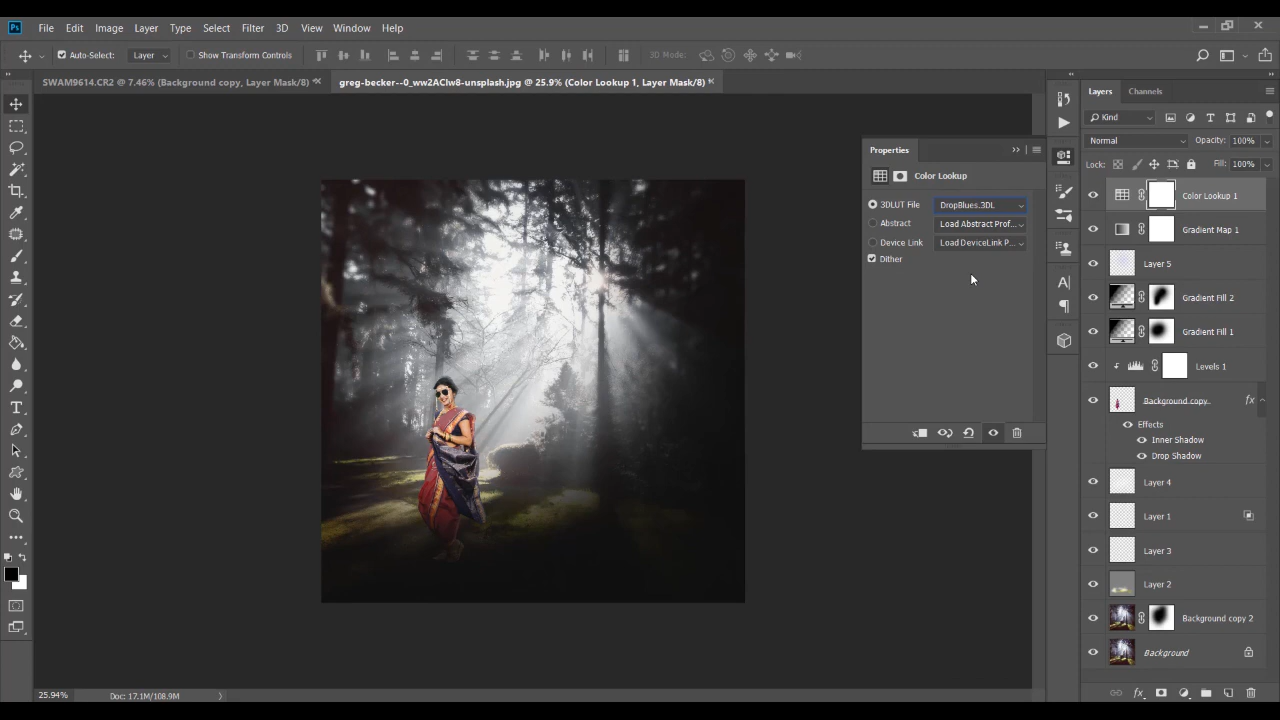 Ps File Edit Image Layer Type Select Filter 3D View Window Help
Auto-Select: Layer Show Transform Controls 3D Mode:
SWAM9614.CR2 @ 7.46% (Background copy, Layer Mask/8) greg-becker--0_ww2AClw8-unsplash.jpg @ 25.9% (Color Lookup 1, Layer Mask/8)
Properties
Color Lookup
3DLUT File DropBlues.3DL
Abstract Load Abstract Prof...
Device Link Load DeviceLink P...
Dither
Layers Channels
Kind
Normal Opacity: 100%
Lock: Fill: 100%
Color Lookup 1
Gradient Map 1
Layer 5
Gradient Fill 2
Gradient Fill 1
Levels 1
Background copy fx
Effects
Inner Shadow
Drop Shadow
Layer 4
Layer 1
Layer 3
Layer 2
Background copy 2
Background
25.94% Doc: 17.1M/108.9M
fx